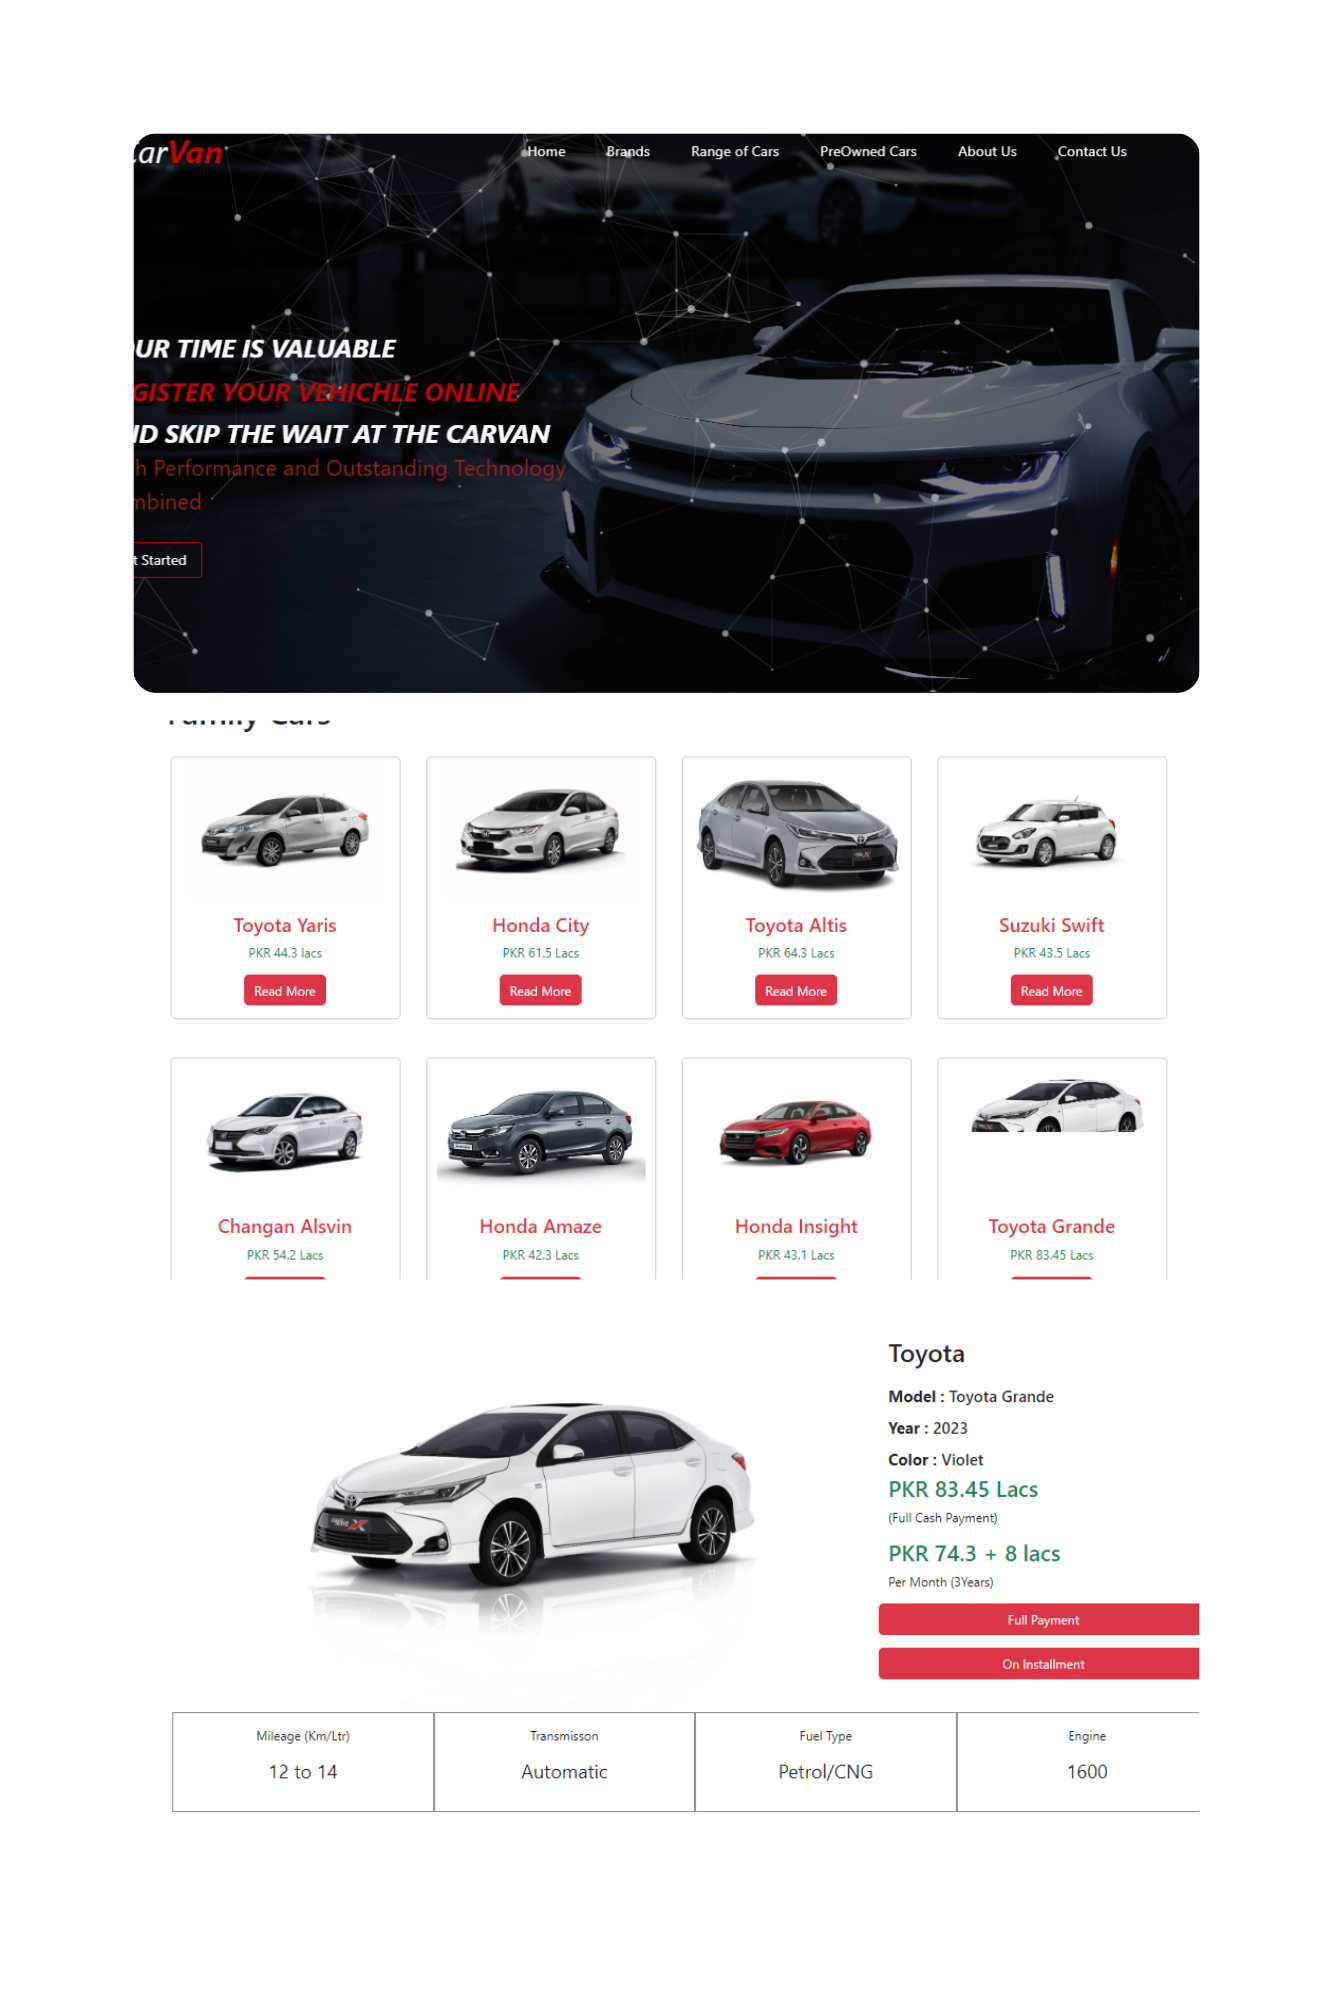 arVan
Home Brands Range of Cars PreOwned Cars About Us Contact Us
UR TIME IS VALUABLE
GISTER YOUR VEHICHLE ONLINE
ID SKIP THE WAIT AT THE CARVAN
h Performance and Outstanding Technology
mbined
t Started
Family Cars
Toyota Yaris
PKR 44.3 lacs
Read More
Honda City
PKR 61.5 Lacs
Read More
Toyota Altis
PKR 64.3 Lacs
Read More
Suzuki Swift
PKR 43.5 Lacs
Read More
Changan Alsvin
PKR 54.2 Lacs
Honda Amaze
PKR 42.3 Lacs
Honda Insight
PKR 43.1 Lacs
Toyota Grande
PKR 83.45 Lacs
Toyota
Model : Toyota Grande
Year : 2023
Color : Violet
PKR 83.45 Lacs
(Full Cash Payment)
PKR 74.3 + 8 lacs
Per Month (3Years)
Full Payment
On Installment
Mileage (Km/Ltr)
12 to 14
Transmisson
Automatic
Fuel Type
Petrol/CNG
Engine
1600